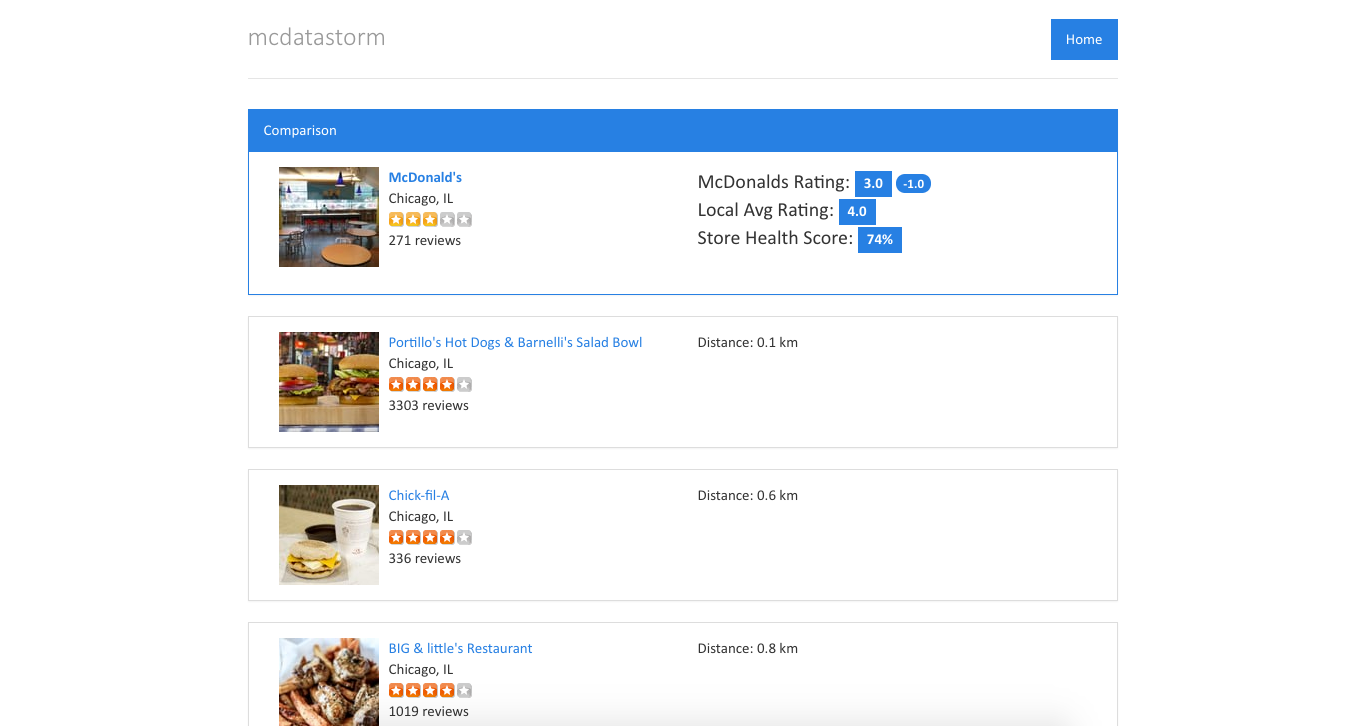 mcdatastorm
Home
Comparison
McDonald's
Chicago, IL
271 reviews
McDonalds Rating: 3.0 -1.0
Local Avg Rating: 4.0
Store Health Score: 74%
Portillo's Hot Dogs & Barnelli's Salad Bowl
Chicago, IL
3303 reviews
Distance: 0.1 km
Chick-fil-A
Chicago, IL
336 reviews
Distance: 0.6 km
BIG & little's Restaurant
Chicago, IL
1019 reviews
Distance: 0.8 km